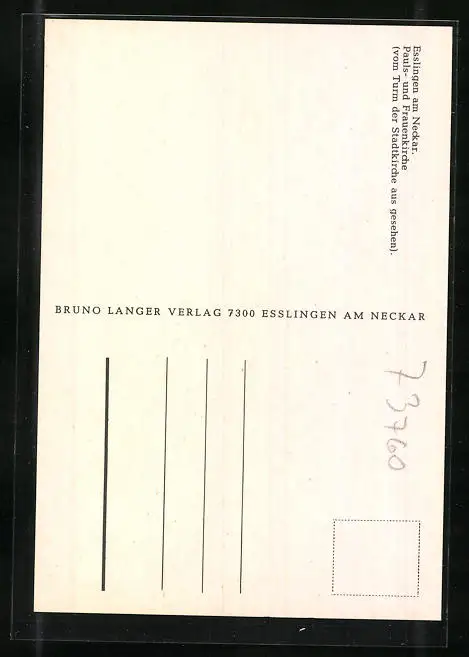 Esslingen am Neckar.
Pauls- und Frauenkirche
(vom Turm der Stadtkirche aus gesehen).
BRUNO LANGER VERLAG 7300 ESSLINGEN AM NECKAR
73760